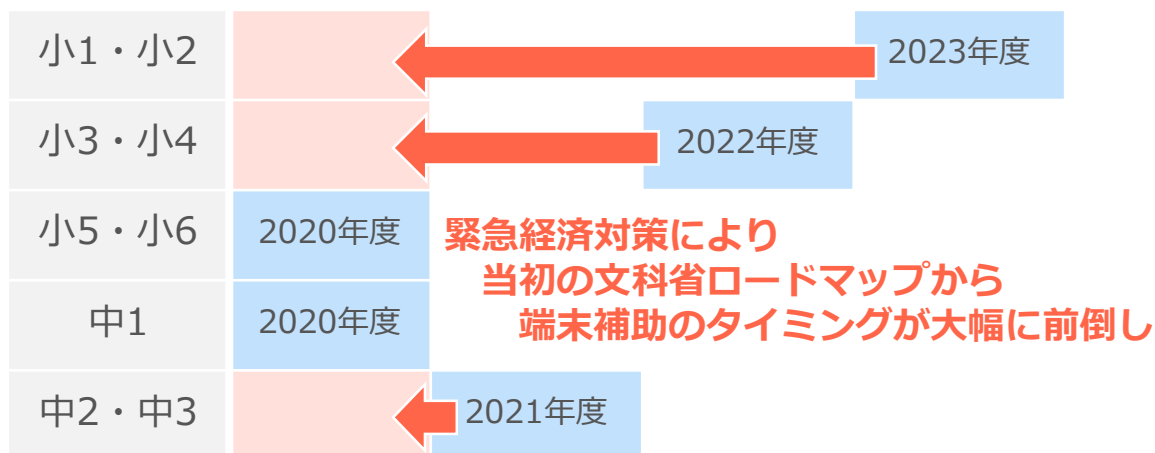 小1・小2
2023年度
小3・小4
2022年度
小5・小6
2020年度
緊急経済対策により
当初の文科省ロードマップから
端末補助のタイミングが大幅に前倒し
中1
2020年度
中2・中3
2021年度